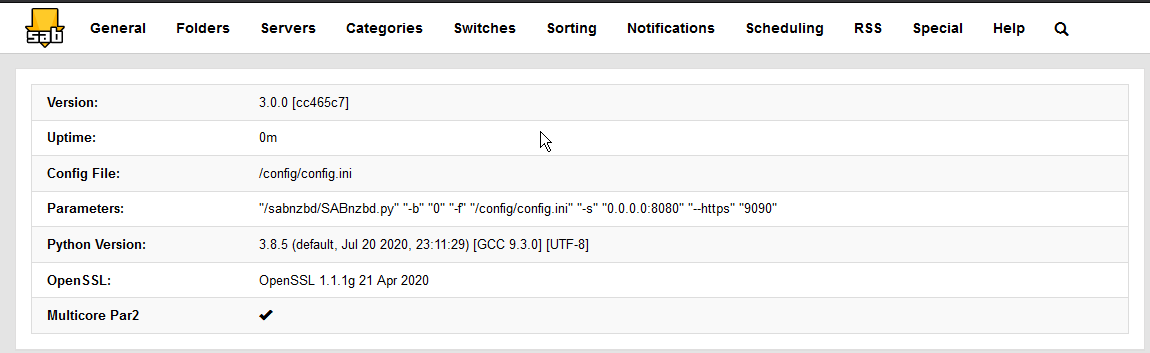 sab General Folders Servers Categories Switches Sorting Notifications Scheduling RSS Special Help
Version: 3.0.0 [cc465c7]
Uptime: 0m
Config File: /config/config.ini
Parameters: "/sabnzbd/SABnzbd.py" "-b" "0" "-f" "/config/config.ini" "-s" "0.0.0.0:8080" "--https" "9090"
Python Version: 3.8.5 (default, Jul 20 2020, 23:11:29) [GCC 9.3.0] [UTF-8]
OpenSSL: OpenSSL 1.1.1g 21 Apr 2020
Multicore Par2